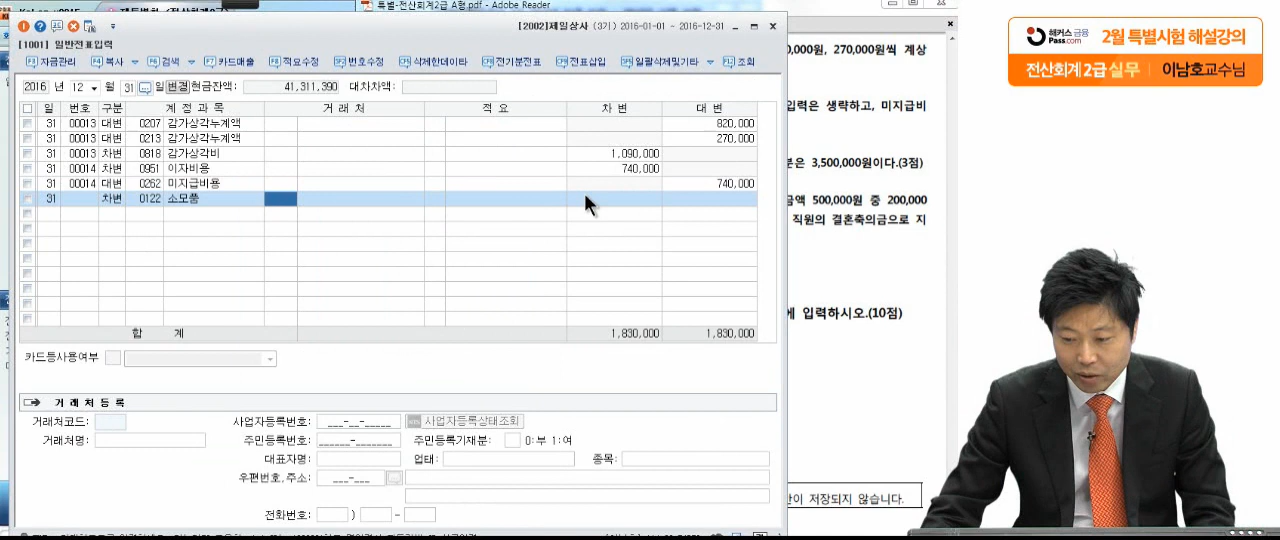 특별-전산회계2급 A형.pdf - Adobe Reader
[2002]제일상사 (3기) 2016-01-01 ~ 2016-12-31
[1001] 일반전표입력
F3 자금관리 F4 복사 F6 검색 F7 카드매출 F8 적요수정 SF2 번호수정 SF5 삭제한데이타 전기분전표 전표삽입 일괄삭제및기타 F12 조회
2016 년 12 월 31 일 변경 현금잔액: 41,311,390 대차차액:
일 번호 구분 계정과목 거래처 적요 차변 대변
31 00013 대변 0207 감가상각누계액 820,000
31 00013 대변 0213 감가상각누계액 270,000
31 00013 차변 0818 감가상각비 1,090,000
31 00014 차변 0951 이자비용 740,000
31 00014 대변 0262 미지급비용 740,000
31 차변 0122 소모품
합 계 1,830,000 1,830,000
카드등사용여부
거래처등록
거래처코드: 사업자등록번호: 사업자등록상태조회
거래처명: 주민등록번호: 주민등록기재분: 0:부 1:여
대표자명: 업태: 종목:
우편번호,주소:
전화번호: ) -
0,000원, 270,000원씩 계상
입력은 생략하고, 미지급비
분은 3,500,000원이다.(3점)
금액 500,000원 중 200,000
직원의 결혼축의금으로 지
에 입력하시오.(10점)
이 저장되지 않습니다.
해커스 금융
Pass.com
2월 특별시험 해설강의
전산회계 2급 실무 이남호교수님